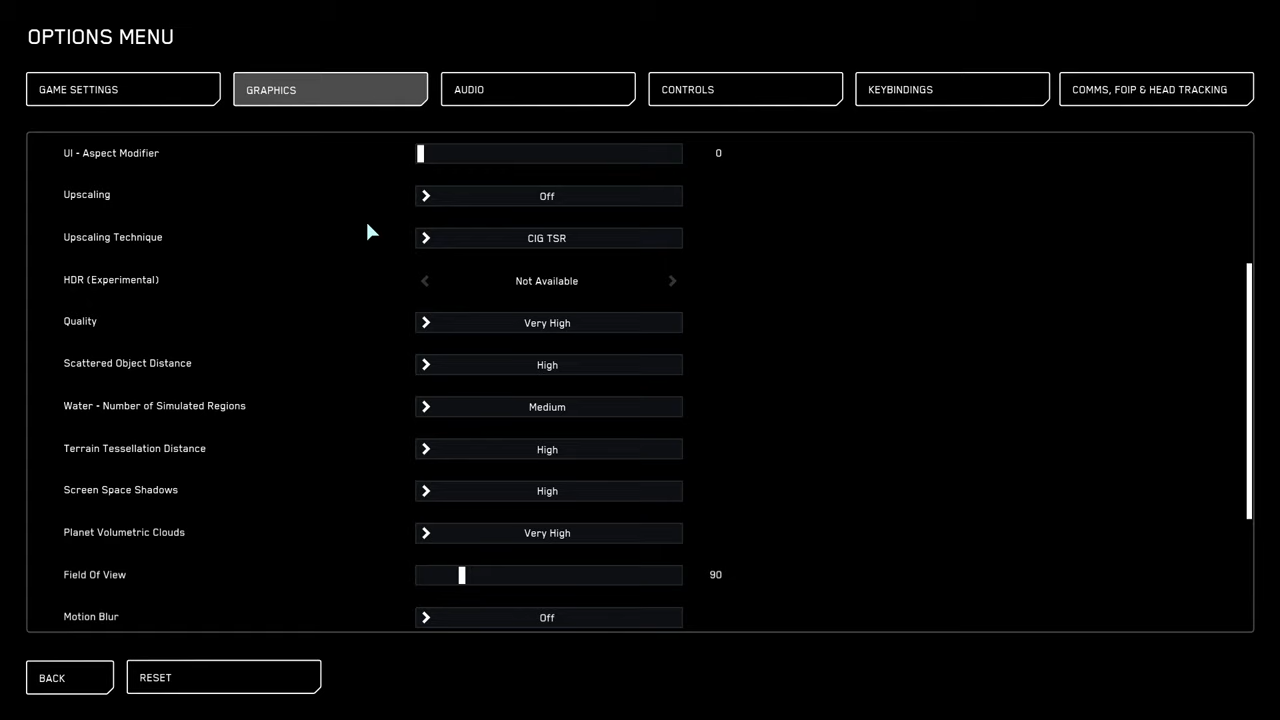 OPTIONS MENU
GAME SETTINGS
GRAPHICS
AUDIO
CONTROLS
KEYBINDINGS
COMMS, FOIP & HEAD TRACKING
UI - Aspect Modifier 0
Upscaling Off
Upscaling Technique CIG TSR
HDR (Experimental) Not Available
Quality Very High
Scattered Object Distance High
Water - Number of Simulated Regions Medium
Terrain Tessellation Distance High
Screen Space Shadows High
Planet Volumetric Clouds Very High
Field Of View 90
Motion Blur Off
BACK
RESET